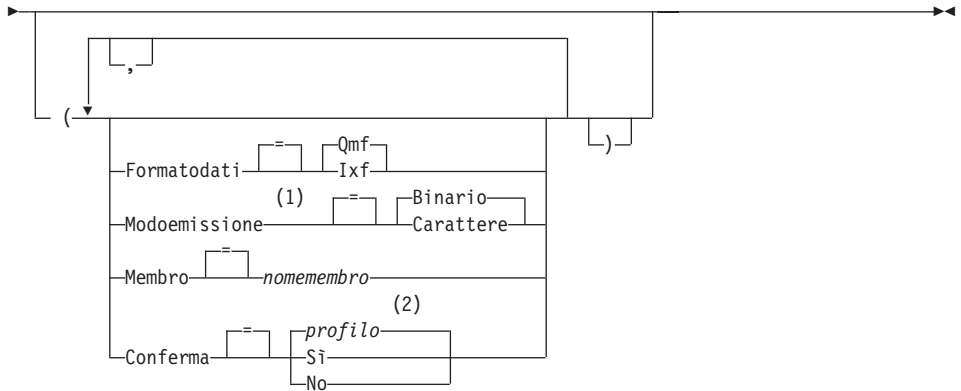 ,
(
)
Formatodati = Qmf
Ixf
(1)
Modoemissione = Binario
Carattere
Membro = nomemembro
(2)
Conferma = profilo
Sì
No